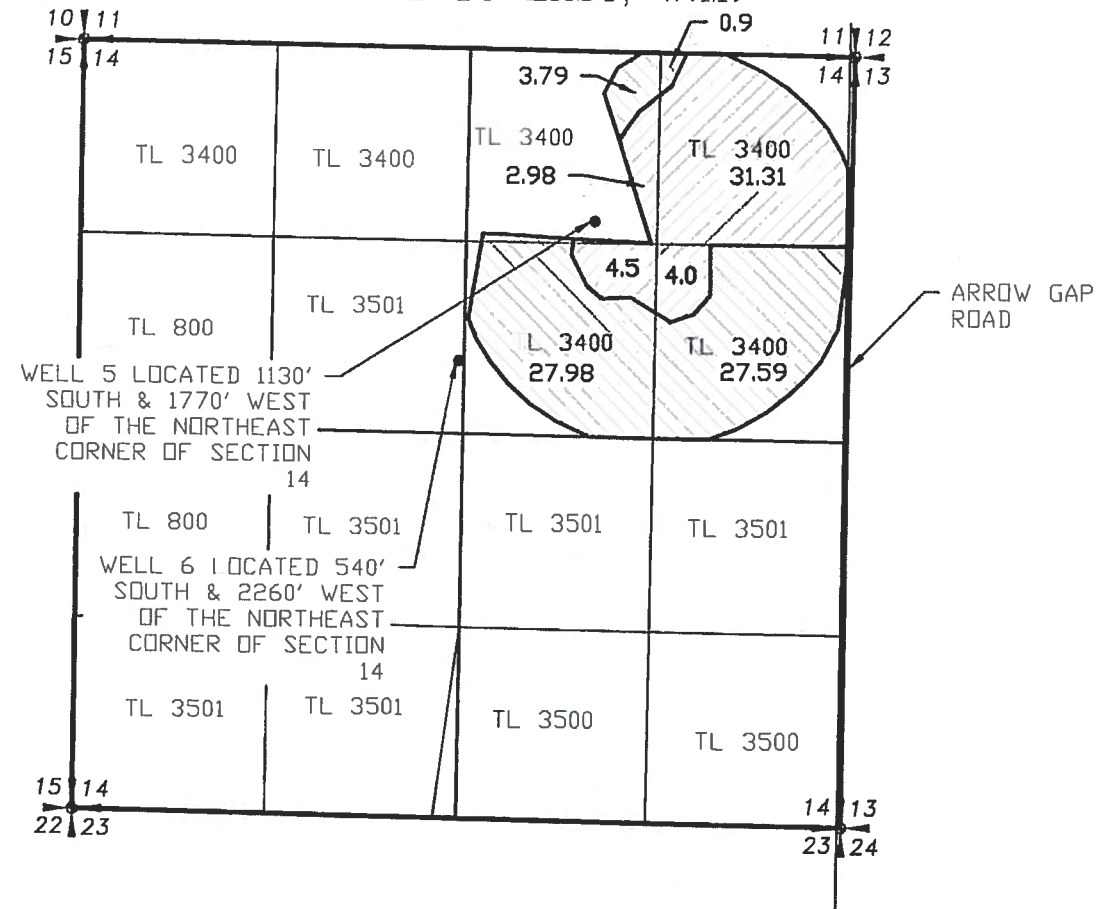 0.9
10 11
15 14
11 12
14 13
3.79
TL 3400
TL 3400
TL 3400
2.98
TL 3400
31.31
TL 800
TL 3501
4.5
4.0
L 3400
27.98
TL 3400
27.59
ARROW GAP
ROAD
WELL 5 LOCATED 1130'
SOUTH & 1770' WEST
OF THE NORTHEAST
CORNER OF SECTION
14
TL 800
TL 3501
TL 3501
TL 3501
WELL 6 LOCATED 540'
SOUTH & 2260' WEST
OF THE NORTHEAST
CORNER OF SECTION
14
TL 3501
TL 3501
TL 3500
TL 3500
15 14
22 23
14 13
23 24